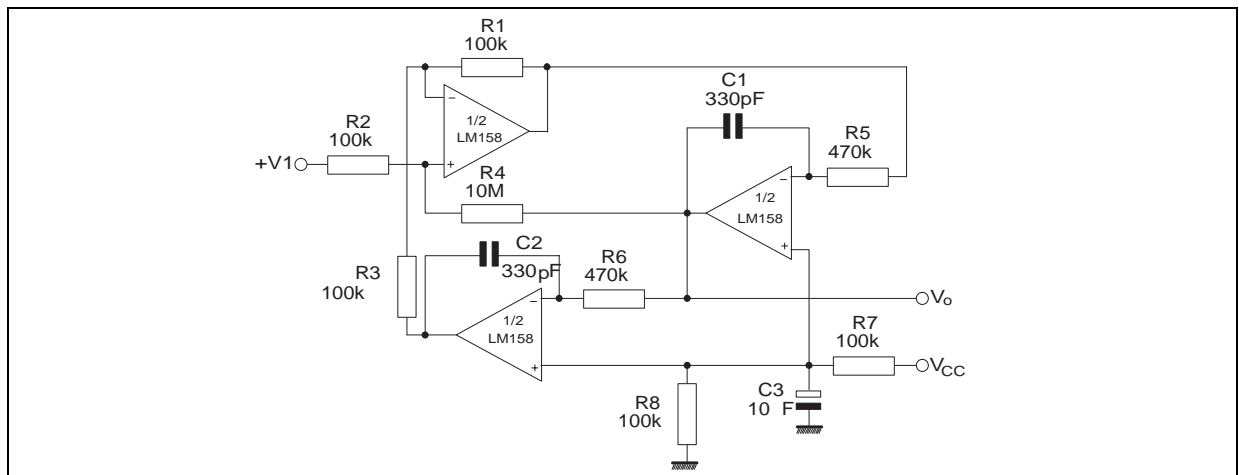 R1
100k
C1
330pF
R2
100k
1/2
LM158
R5
470k
+V1
R4
10M
1/2
LM158
C2
330pF
R6
470k
R3
100k
Vo
1/2
LM158
R7
100k
VCC
C3
10 F
R8
100k